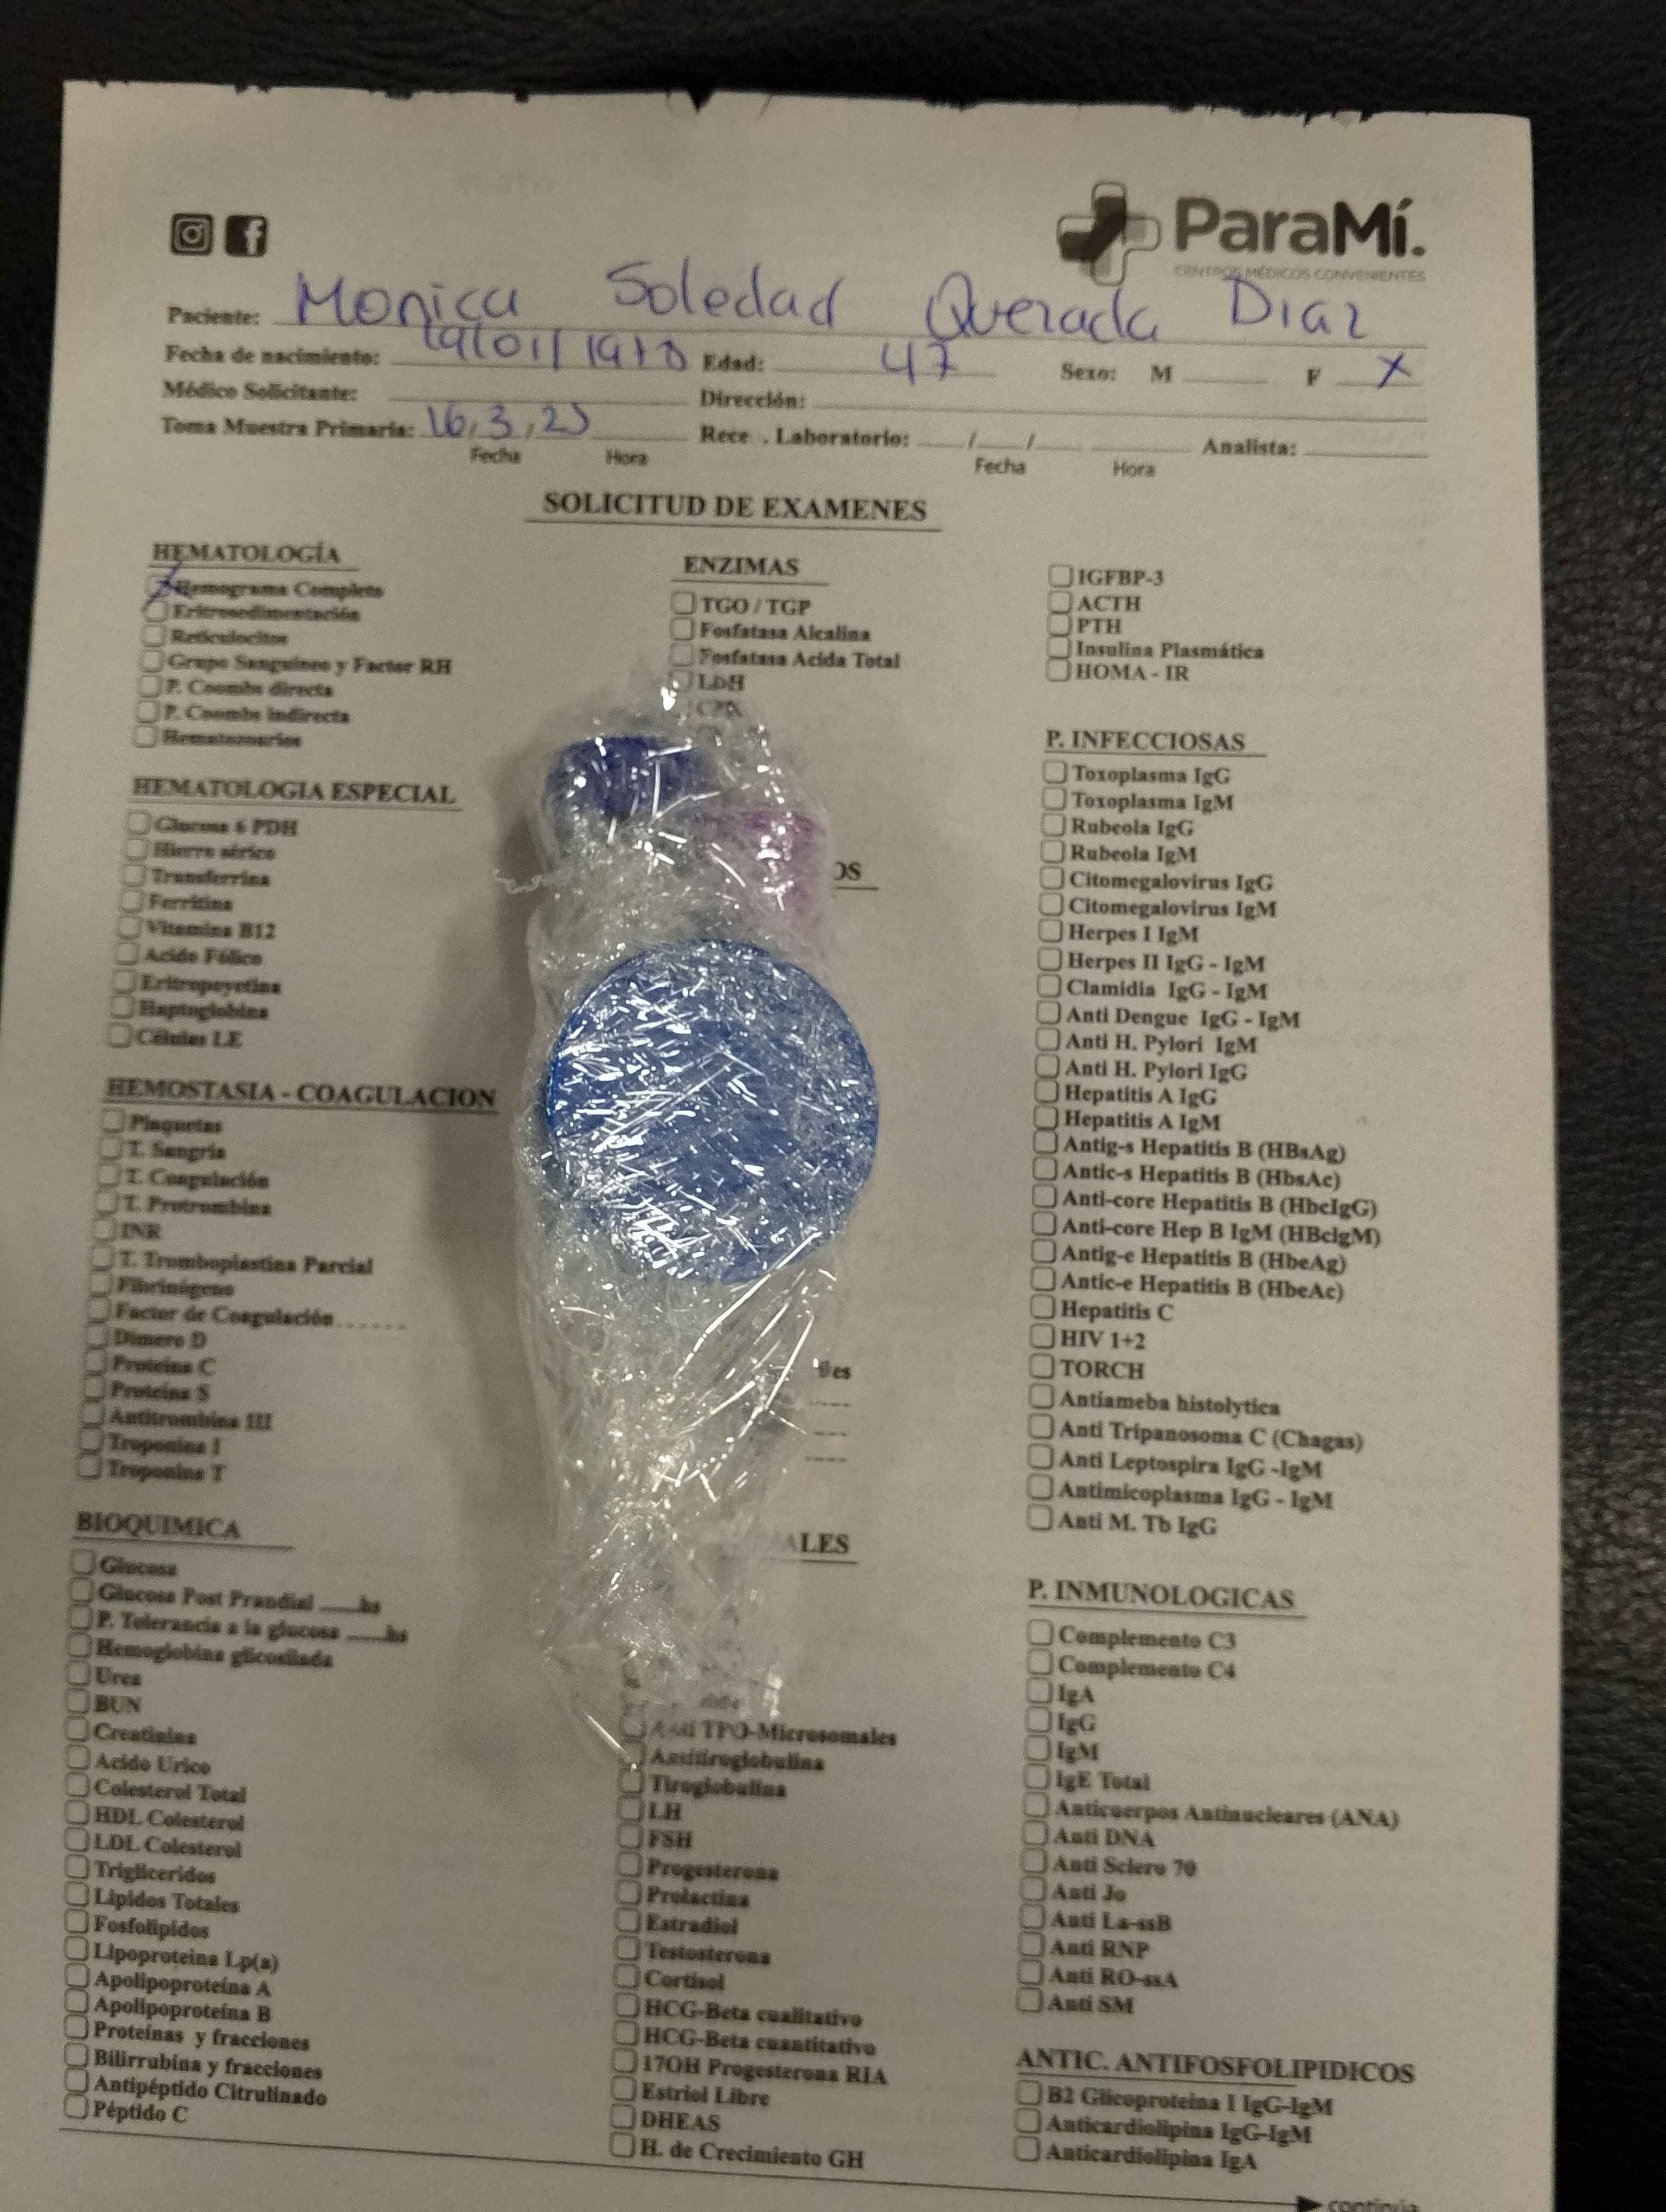 ParaMí.
CENTROS MÉDICOS CONVENIENTES
Paciente: Monica Soledad Quezada Diaz
Fecha de nacimiento: Edad: 47 Sexo: M F X
Médico Solicitante: Dirección:
Toma Muestra Primaria: 16, 3, 25 Rece . Laboratorio: / / Analista:
Fecha Hora Fecha Hora
SOLICITUD DE EXAMENES
HEMATOLOGÍA
Hemograma Completo
Eritrosedimentación
Reticulocitos
Grupo Sanguíneo y Factor RH
P. Coombs directa
P. Coombs indirecta
Hematozoarios
HEMATOLOGIA ESPECIAL
Glucosa 6 PDH
Hierro sérico
Transferrina
Ferritina
Vitamina B12
Acido Fólico
Eritropoyetina
Haptoglobina
Células LE
HEMOSTASIA - COAGULACION
Plaquetas
T. Sangría
T. Coagulación
T. Protrombina
INR
T. Tromboplastina Parcial
Fibrinógeno
Factor de Coagulación
Dimero D
Proteina C
Proteina S
Antitrombina III
Troponina I
Troponina T
BIOQUIMICA
Glucosa
Glucosa Post Prandial ____hs
P. Tolerancia a la glucosa ____hs
Hemoglobina glicosilada
Urea
BUN
Creatinina
Acido Urico
Colesterol Total
HDL Colesterol
LDL Colesterol
Trigliceridos
Lipidos Totales
Fosfolipidos
Lipoproteina Lp(a)
Apolipoproteína A
Apolipoproteína B
Proteínas y fracciones
Bilirrubina y fracciones
Antipéptido Citrulinado
Péptido C
ENZIMAS
TGO / TGP
Fosfatasa Alcalina
Fosfatasa Acida Total
LDH
OS
ALES
TPO-Microsomales
Antitiroglobulina
Tiroglobulina
LH
FSH
Progesterona
Prolactina
Estradiol
Testosterona
Cortisol
HCG-Beta cualitativo
HCG-Beta cuantitativo
17OH Progesterona RIA
Estriol Libre
DHEAS
H. de Crecimiento GH
IGFBP-3
ACTH
PTH
Insulina Plasmática
HOMA - IR
P. INFECCIOSAS
Toxoplasma IgG
Toxoplasma IgM
Rubeola IgG
Rubeola IgM
Citomegalovirus IgG
Citomegalovirus IgM
Herpes I IgM
Herpes II IgG - IgM
Clamidia IgG - IgM
Anti Dengue IgG - IgM
Anti H. Pylori IgM
Anti H. Pylori IgG
Hepatitis A IgG
Hepatitis A IgM
Antig-s Hepatitis B (HBsAg)
Antic-s Hepatitis B (HbsAc)
Anti-core Hepatitis B (HbcIgG)
Anti-core Hep B IgM (HBcIgM)
Antig-e Hepatitis B (HbeAg)
Antic-e Hepatitis B (HbeAc)
Hepatitis C
HIV 1+2
TORCH
Antiameba histolytica
Anti Tripanosoma C (Chagas)
Anti Leptospira IgG -IgM
Antimicoplasma IgG - IgM
Anti M. Tb IgG
P. INMUNOLOGICAS
Complemento C3
Complemento C4
IgA
IgG
IgM
IgE Total
Anticuerpos Antinucleares (ANA)
Anti DNA
Anti Sclero 70
Anti Jo
Anti La-ssB
Anti RNP
Anti RO-ssA
Anti SM
ANTIC. ANTIFOSFOLIPIDICOS
B2 Glicoproteina I IgG-IgM
Anticardiolipina IgG-IgM
Anticardiolipina IgA
continúa